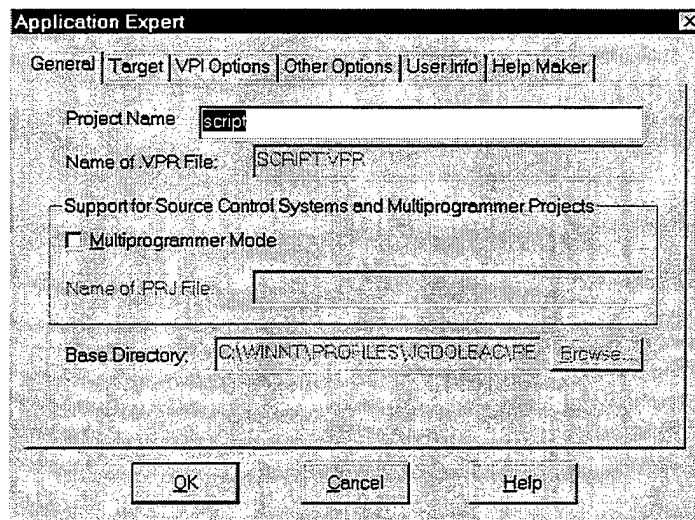 Application Expert
General Target VPI Options Other Options User Info Help Maker
Project Name script
Name of .VPR File: SCRIPT.VPR
Support for Source Control Systems and Multiprogrammer Projects
Multiprogrammer Mode
Name of .PRJ File:
Base Directory: C:\WINNT\PROFILES\JGDOLEAC\PE Browse...
OK Cancel Help